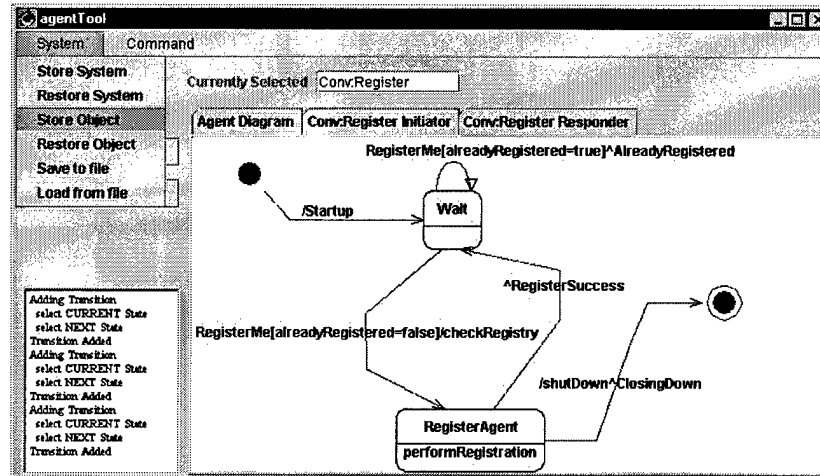 agentTool
System Command
Store System
Restore System
Store Object
Restore Object
Save to file
Load from file
Currently Selected Conv:Register
Agent Diagram Conv:Register Initiator Conv:Register Responder
RegisterMe[alreadyRegistered=true]^AlreadyRegistered
Wait
/Startup
^RegisterSuccess
RegisterMe[alreadyRegistered=false]/checkRegistry
/shutDown^ClosingDown
RegisterAgent
performRegistration
Adding Transition
select CURRENT State
select NEXT State
Transition Added
Adding Transition
select CURRENT State
select NEXT State
Transition Added
Adding Transition
select CURRENT State
select NEXT State
Transition Added